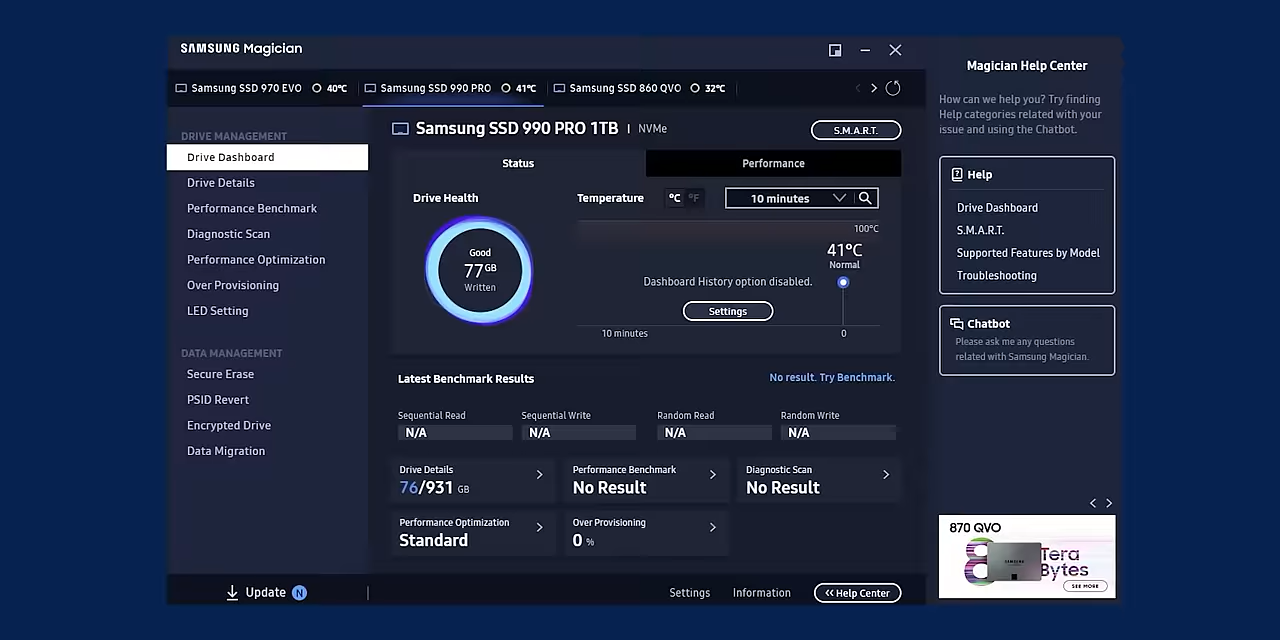 SAMSUNG Magician
Samsung SSD 970 EVO 40°C
Samsung SSD 990 PRO 41°C
Samsung SSD 860 QVO 32°C
DRIVE MANAGEMENT
Drive Dashboard
Drive Details
Performance Benchmark
Diagnostic Scan
Performance Optimization
Over Provisioning
LED Setting
DATA MANAGEMENT
Secure Erase
PSID Revert
Encrypted Drive
Data Migration
Samsung SSD 990 PRO 1TB | NVMe
S.M.A.R.T.
Status
Performance
Drive Health
Good
77GB
Written
Temperature
°C °F
10 minutes
100°C
41°C
Normal
Dashboard History option disabled.
Settings
10 minutes
0
Latest Benchmark Results
No result. Try Benchmark.
Sequential Read
N/A
Sequential Write
N/A
Random Read
N/A
Random Write
N/A
Drive Details
76/931 GB
Performance Benchmark
No Result
Diagnostic Scan
No Result
Performance Optimization
Standard
Over Provisioning
0 %
Update N
Settings
Information
Help Center
Magician Help Center
How can we help you? Try finding
Help categories related with your
issue and using the Chatbot.
Help
Drive Dashboard
S.M.A.R.T.
Supported Features by Model
Troubleshooting
Chatbot
Please ask me any questions
related with Samsung Magician.
870 QVO
8 Tera
Bytes
SAMSUNG
SEE MORE